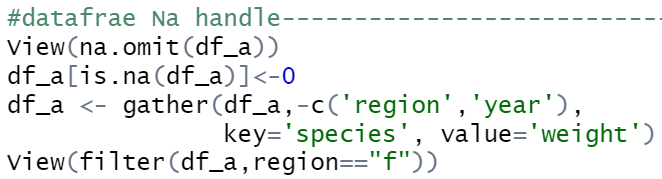 #datafrae Na handle---------------------------
View(na.omit(df_a))
df_a[is.na(df_a)]<-0
df_a <- gather(df_a,-c('region','year'),
key='species', value='weight')
View(filter(df_a,region=="f"))